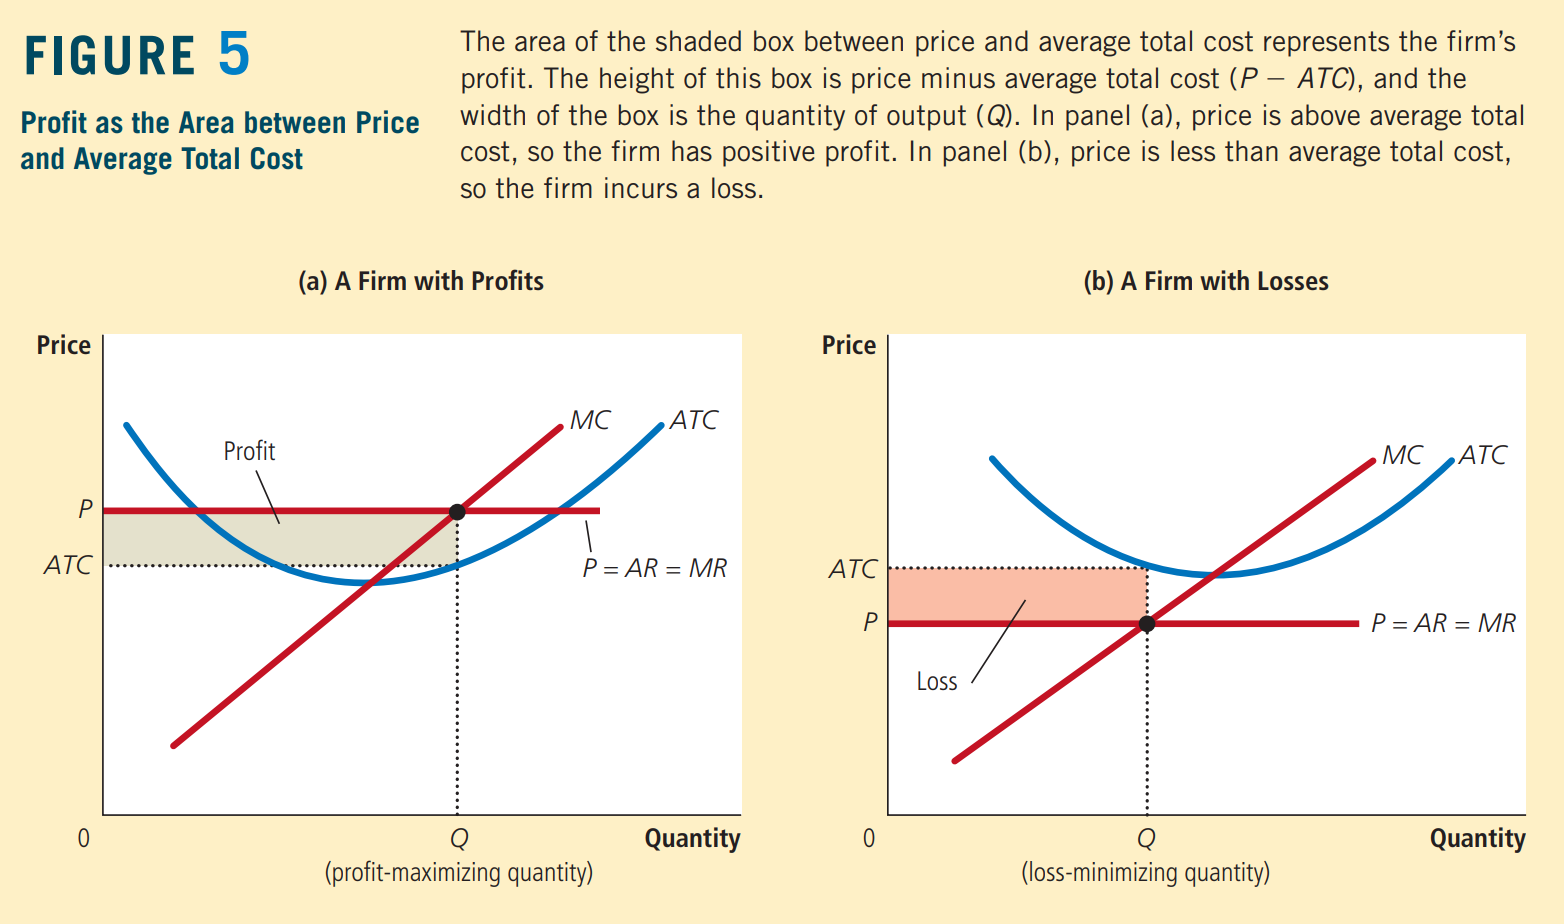 FIGURE 5
Profit as the Area between Price
and Average Total Cost
The area of the shaded box between price and average total cost represents the firm's
profit. The height of this box is price minus average total cost (P − ATC), and the
width of the box is the quantity of output (Q). In panel (a), price is above average total
cost, so the firm has positive profit. In panel (b), price is less than average total cost,
so the firm incurs a loss.
(a) A Firm with Profits
Price
MC
ATC
Profit
P
ATC
P = AR = MR
0
Q
Quantity
(profit-maximizing quantity)
(b) A Firm with Losses
Price
MC
ATC
ATC
P
P = AR = MR
Loss
0
Q
Quantity
(loss-minimizing quantity)